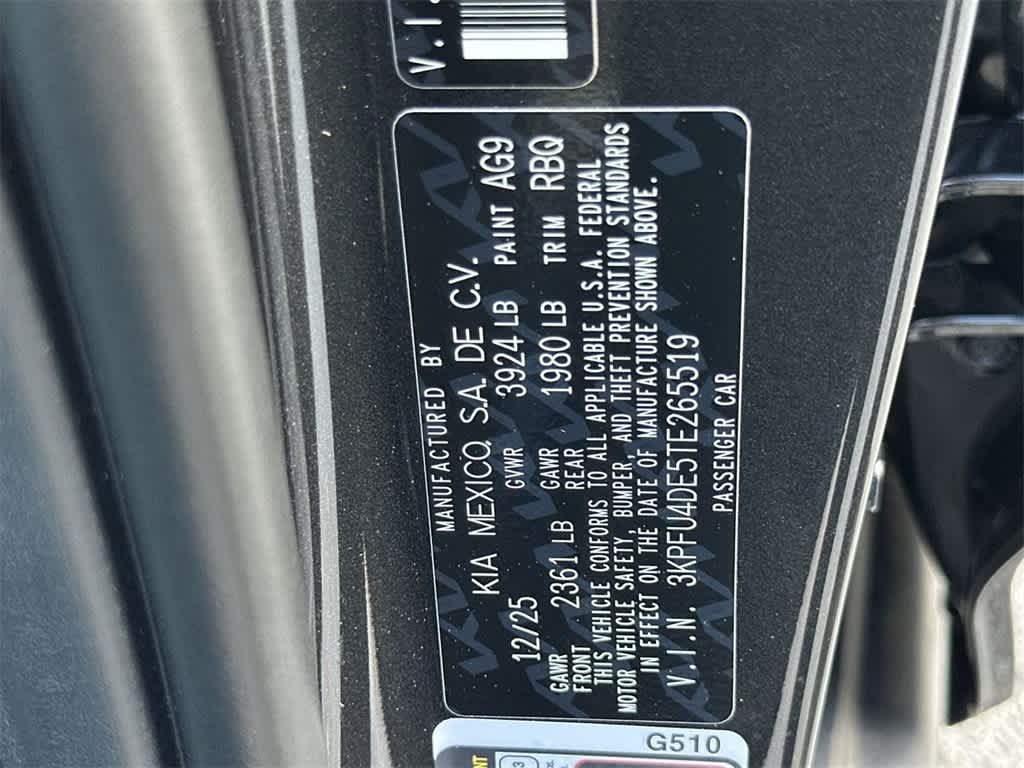 V.I.
MANUFACTURED BY
KIA MEXICO, S.A. DE C.V.
12/25 GVWR 3924 LB PAINT AG9
GAWR FRONT 2361 LB GAWR REAR 1980 LB TRIM RBQ
THIS VEHICLE CONFORMS TO ALL APPLICABLE U.S.A. FEDERAL
MOTOR VEHICLE SAFETY, BUMPER, AND THEFT PREVENTION STANDARDS
IN EFFECT ON THE DATE OF MANUFACTURE SHOWN ABOVE.
V.I.N. 3KPFU4DE5TE265519
PASSENGER CAR
G510